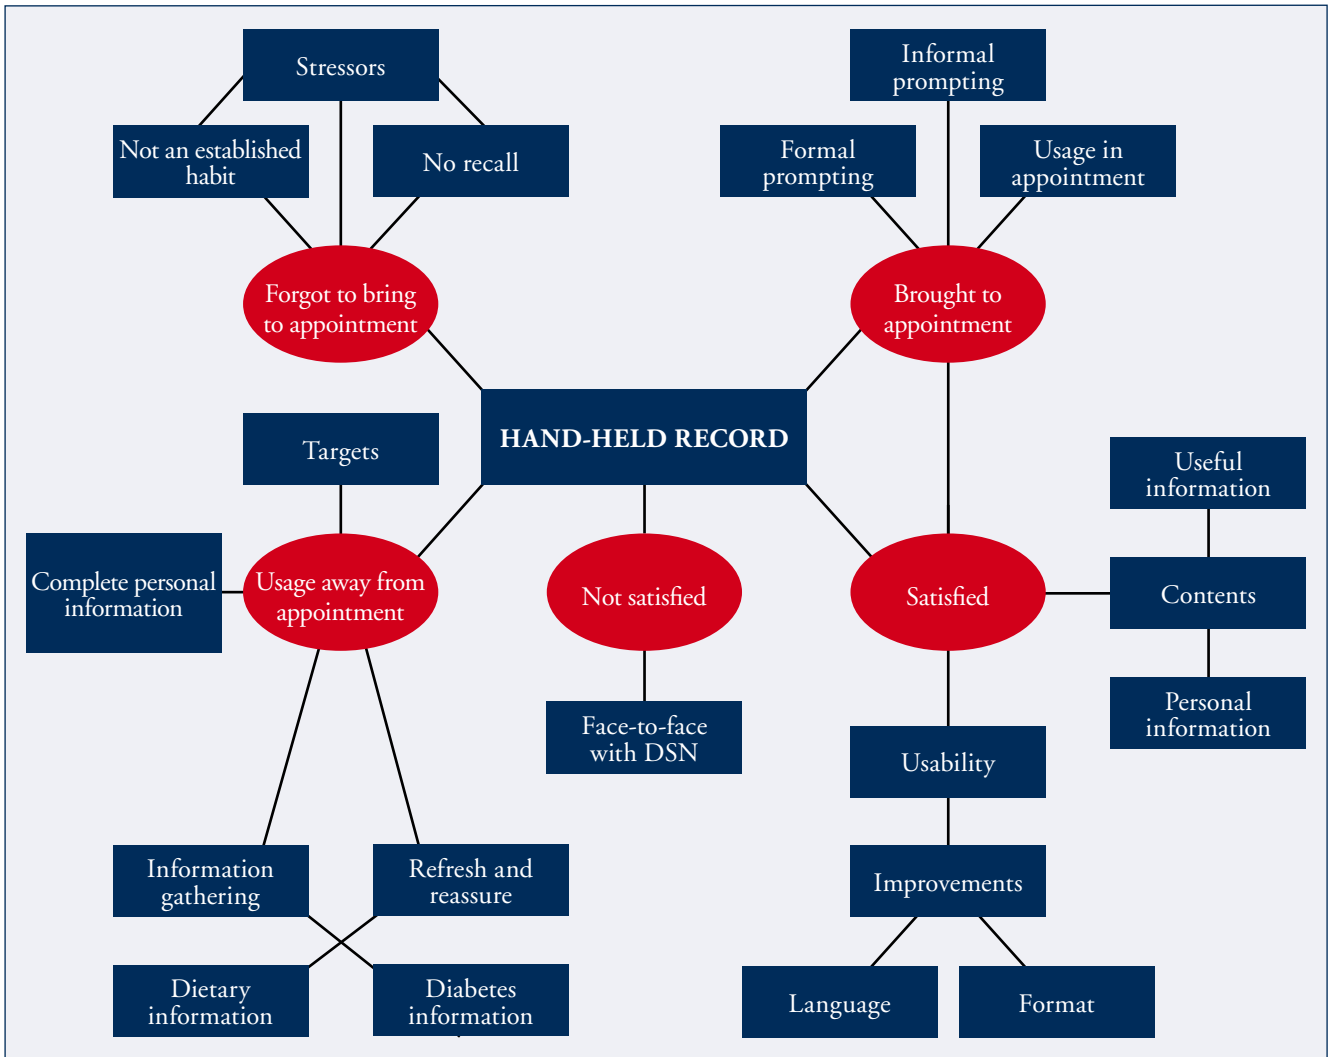 Stressors
Not an established
habit
No recall
Forgot to bring
to appointment
Informal
prompting
Formal
prompting
Usage in
appointment
Brought to
appointment
HAND-HELD RECORD
Targets
Complete personal
information
Usage away from
appointment
Not satisfied
Satisfied
Useful
information
Contents
Personal
information
Face-to-face
with DSN
Usability
Information
gathering
Refresh and
reassure
Improvements
Dietary
information
Diabetes
information
Language
Format